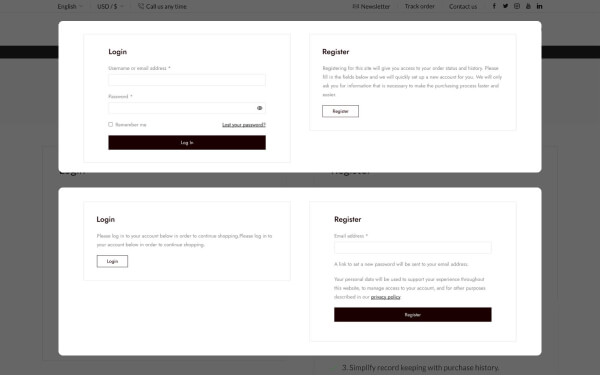 English
USD / $
Call us any time
Newsletter
Track order
Contact us
Login
Username or email address *
Password *
Remember me
Lost your password?
Log In
Register
Registering for this site will give you access to your order status and history. Please
fill in the fields below and we will quickly set up a new account for you. We will only
ask you for information that is necessary to make the purchasing process faster and
easier.
Register
Login
Register
Login
Please log in to your account below in order to continue shopping.Please log in to
your account below in order to continue shopping.
Login
Register
Email address *
A link to set a new password will be sent to your email address.
Your personal data will be used to support your experience throughout
this website, to manage access to your account, and for other purposes
described in our privacy policy.
Register
3. Simplify record keeping with purchase history.